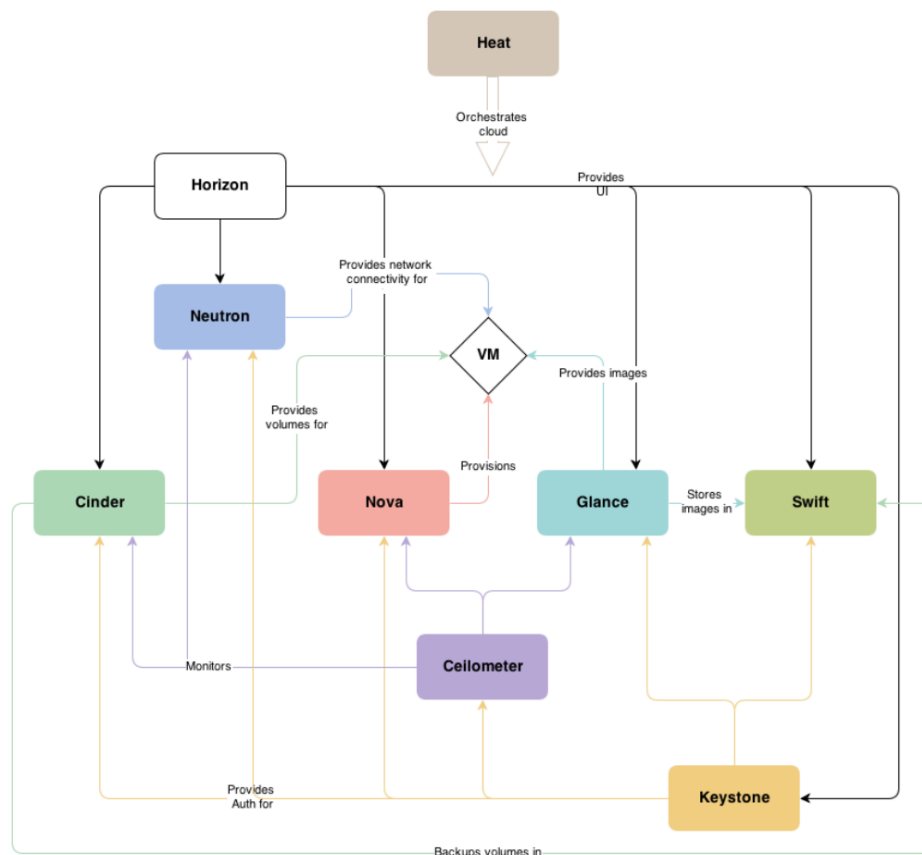 Heat
Orchestrates
cloud
Horizon
Provides
UI
Provides network
connectivity for
Neutron
VM
Provides images
Provides
volumes for
Provisions
Cinder
Nova
Glance
Stores
images in
Swift
Ceilometer
Monitors
Provides
Auth for
Keystone
Backups volumes in